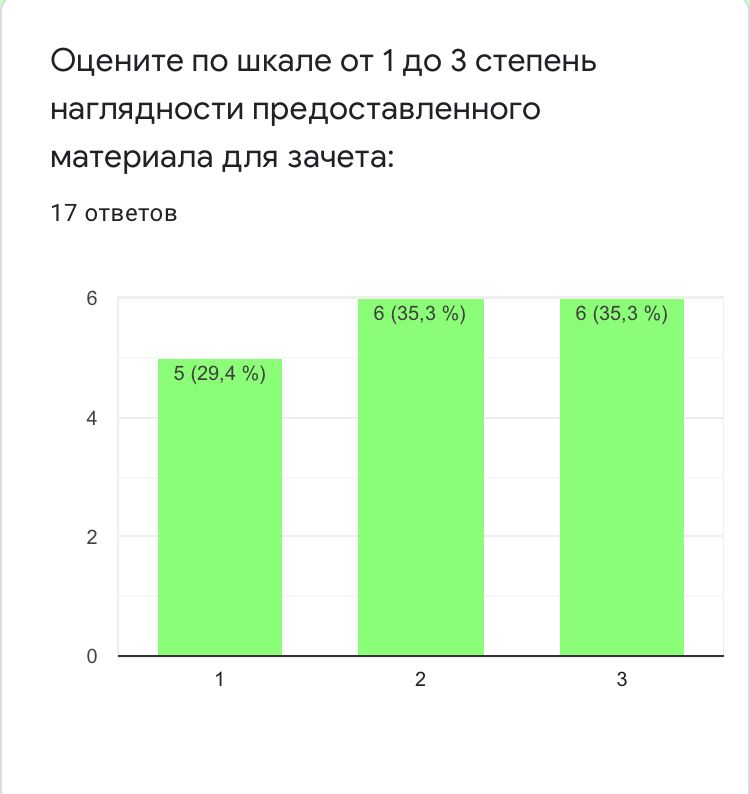 Оцените по шкале от 1 до 3 степень
наглядности предоставленного
материала для зачета:
17 ответов
6
6 (35,3 %)
6 (35,3 %)
5 (29,4 %)
4
2
0
1
2
3